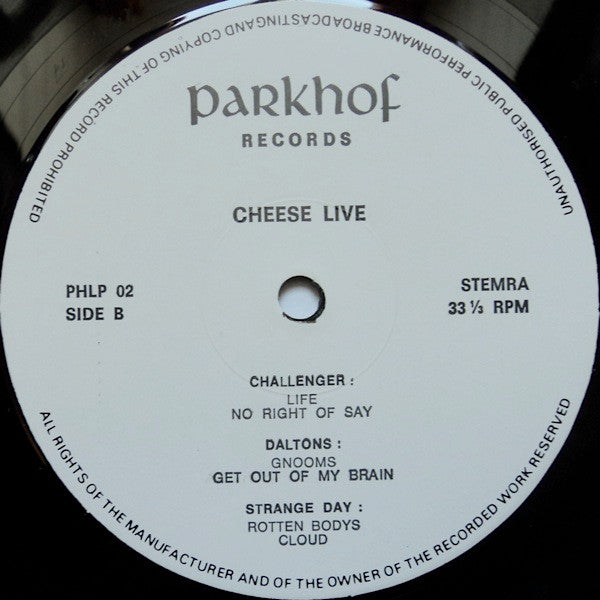 parkhof
RECORDS
CHEESE LIVE
PHLP 02
SIDE B
STEMRA
33 ⅓ RPM
CHALLENGER :
LIFE
NO RIGHT OF SAY
DALTONS :
GNOOMS
GET OUT OF MY BRAIN
STRANGE DAY :
ROTTEN BODYS
CLOUD
ALL RIGHTS OF THE MANUFACTURER AND OF THE OWNER OF THE RECORDED WORK RESERVED
UNAUTHORISED PUBLIC PERFORMANCE BROADCASTINGAND COPYING OF THIS RECORD PROHIBITED